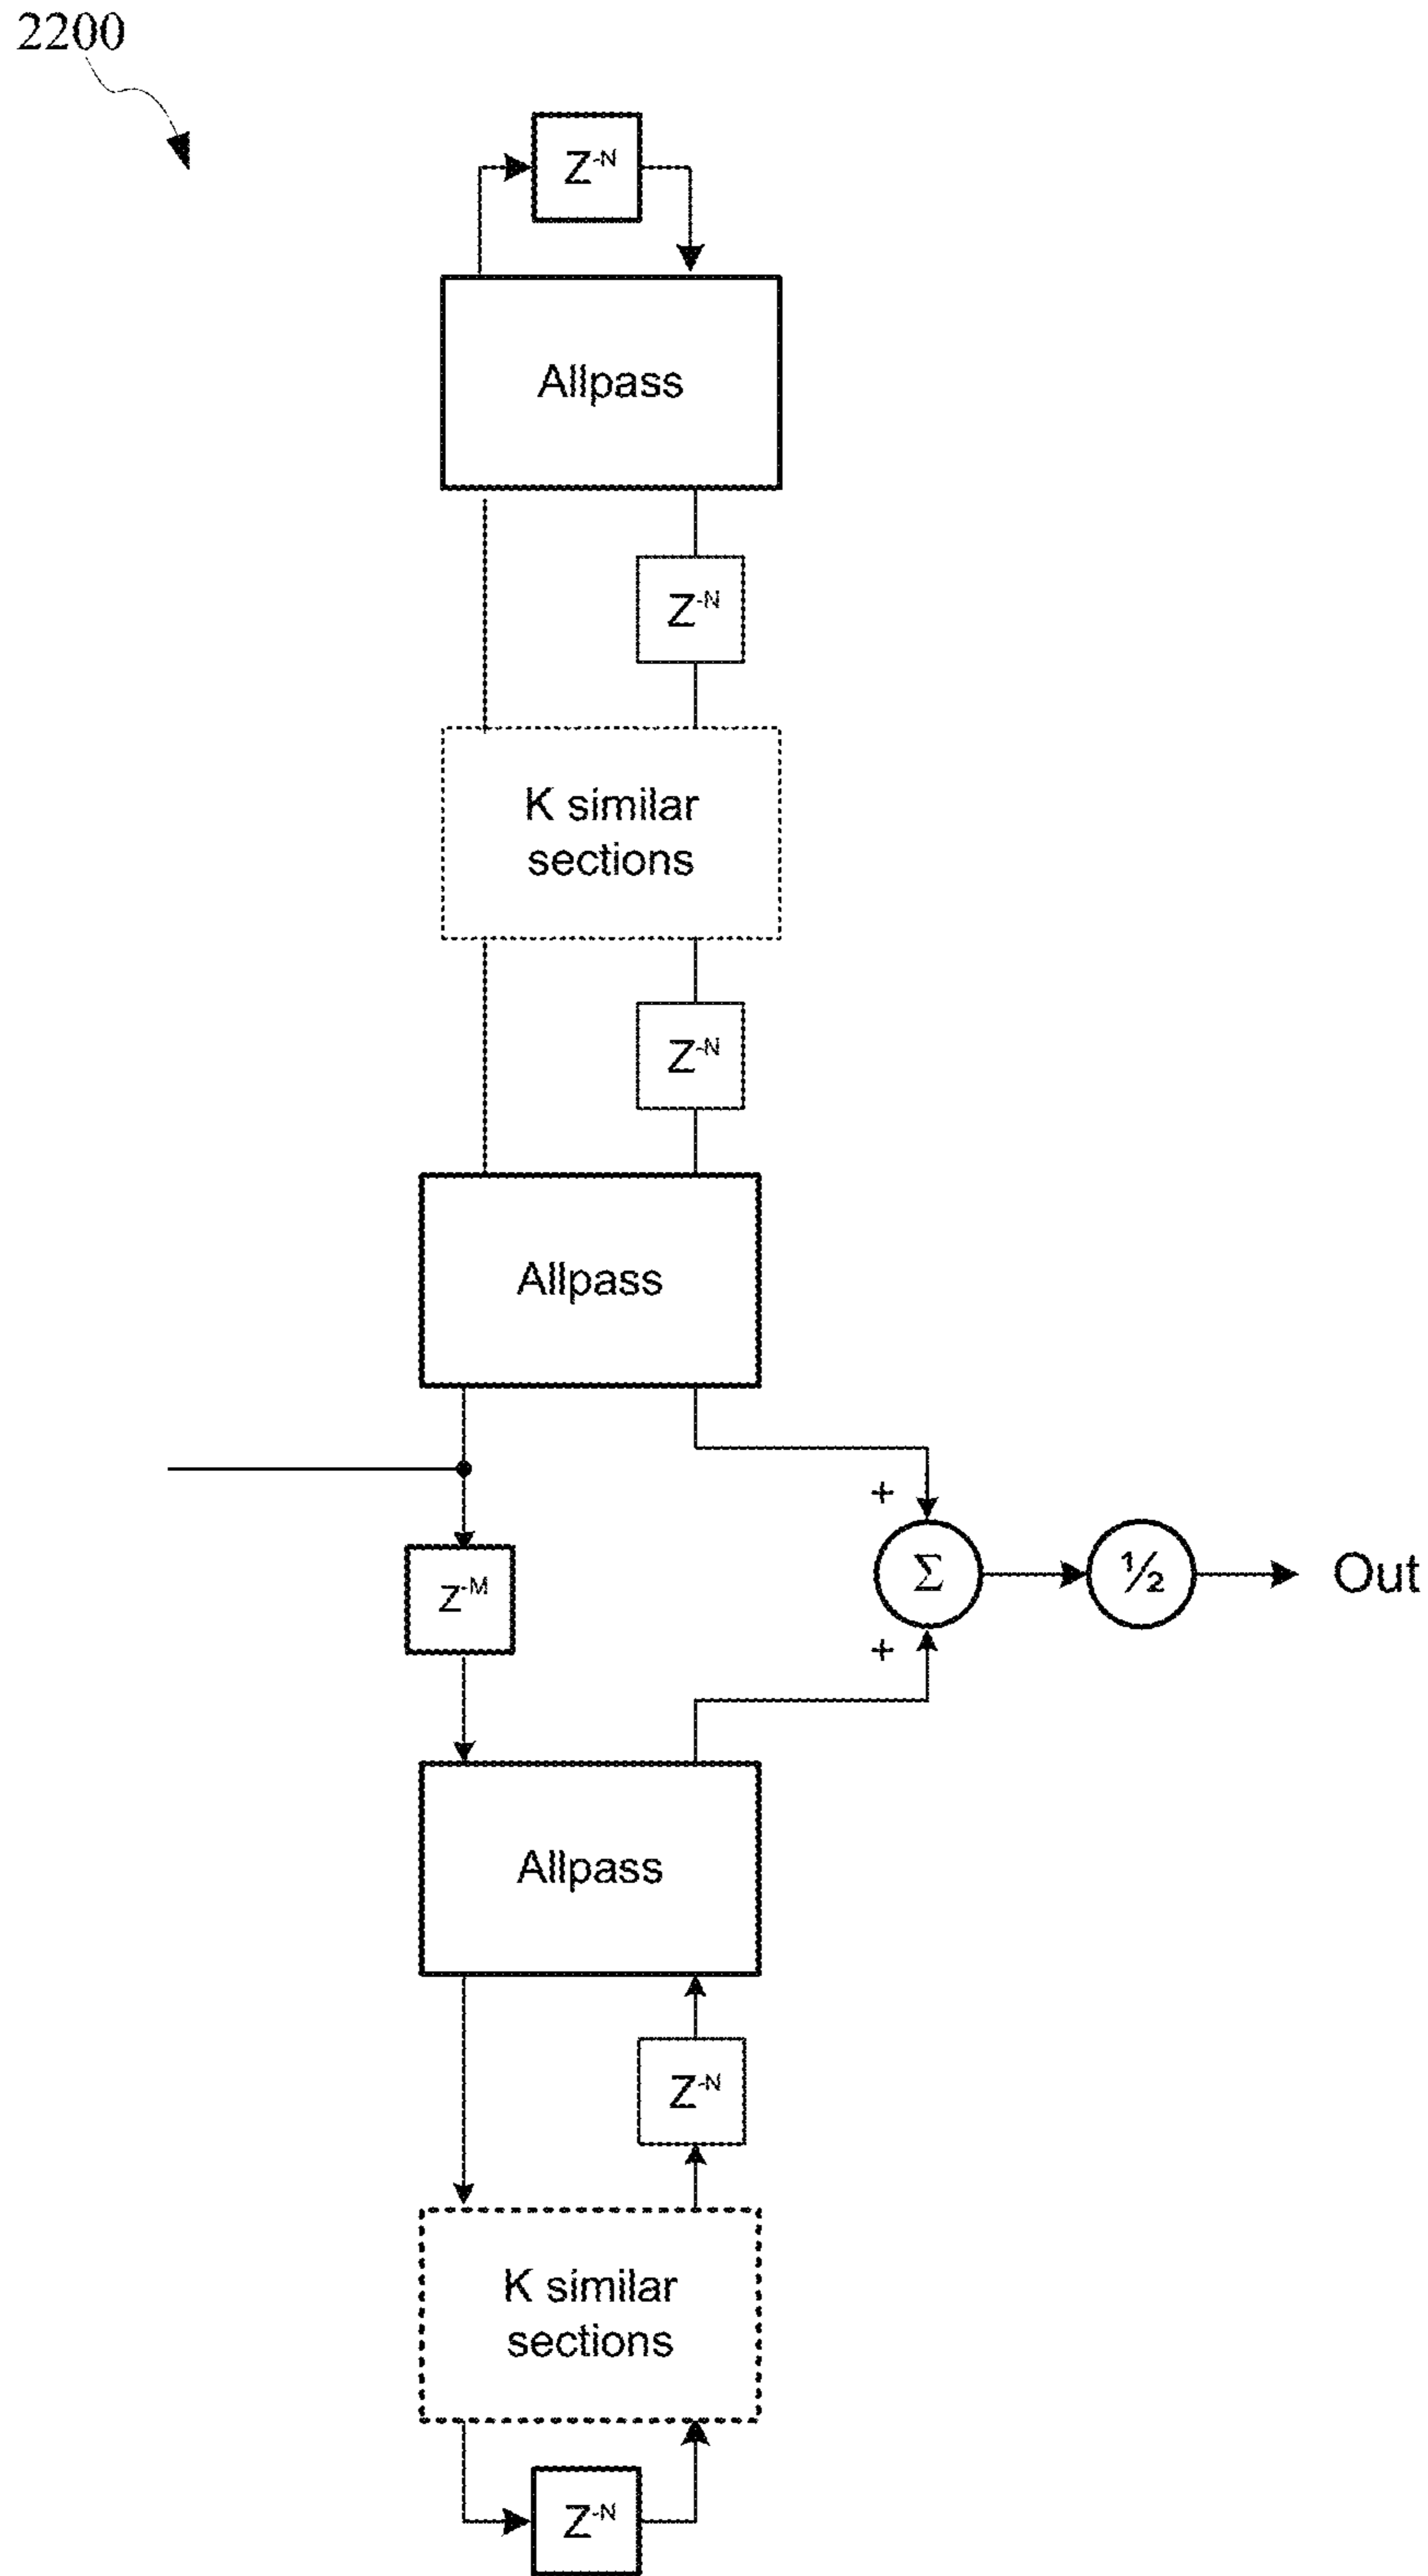 2200
Z⁻ᴺ
Allpass
Z⁻ᴺ
K similar
sections
Z⁻ᴺ
Allpass
+
Σ
½
Out
Z⁻ᴹ
+
Allpass
Z⁻ᴺ
K similar
sections
Z⁻ᴺ